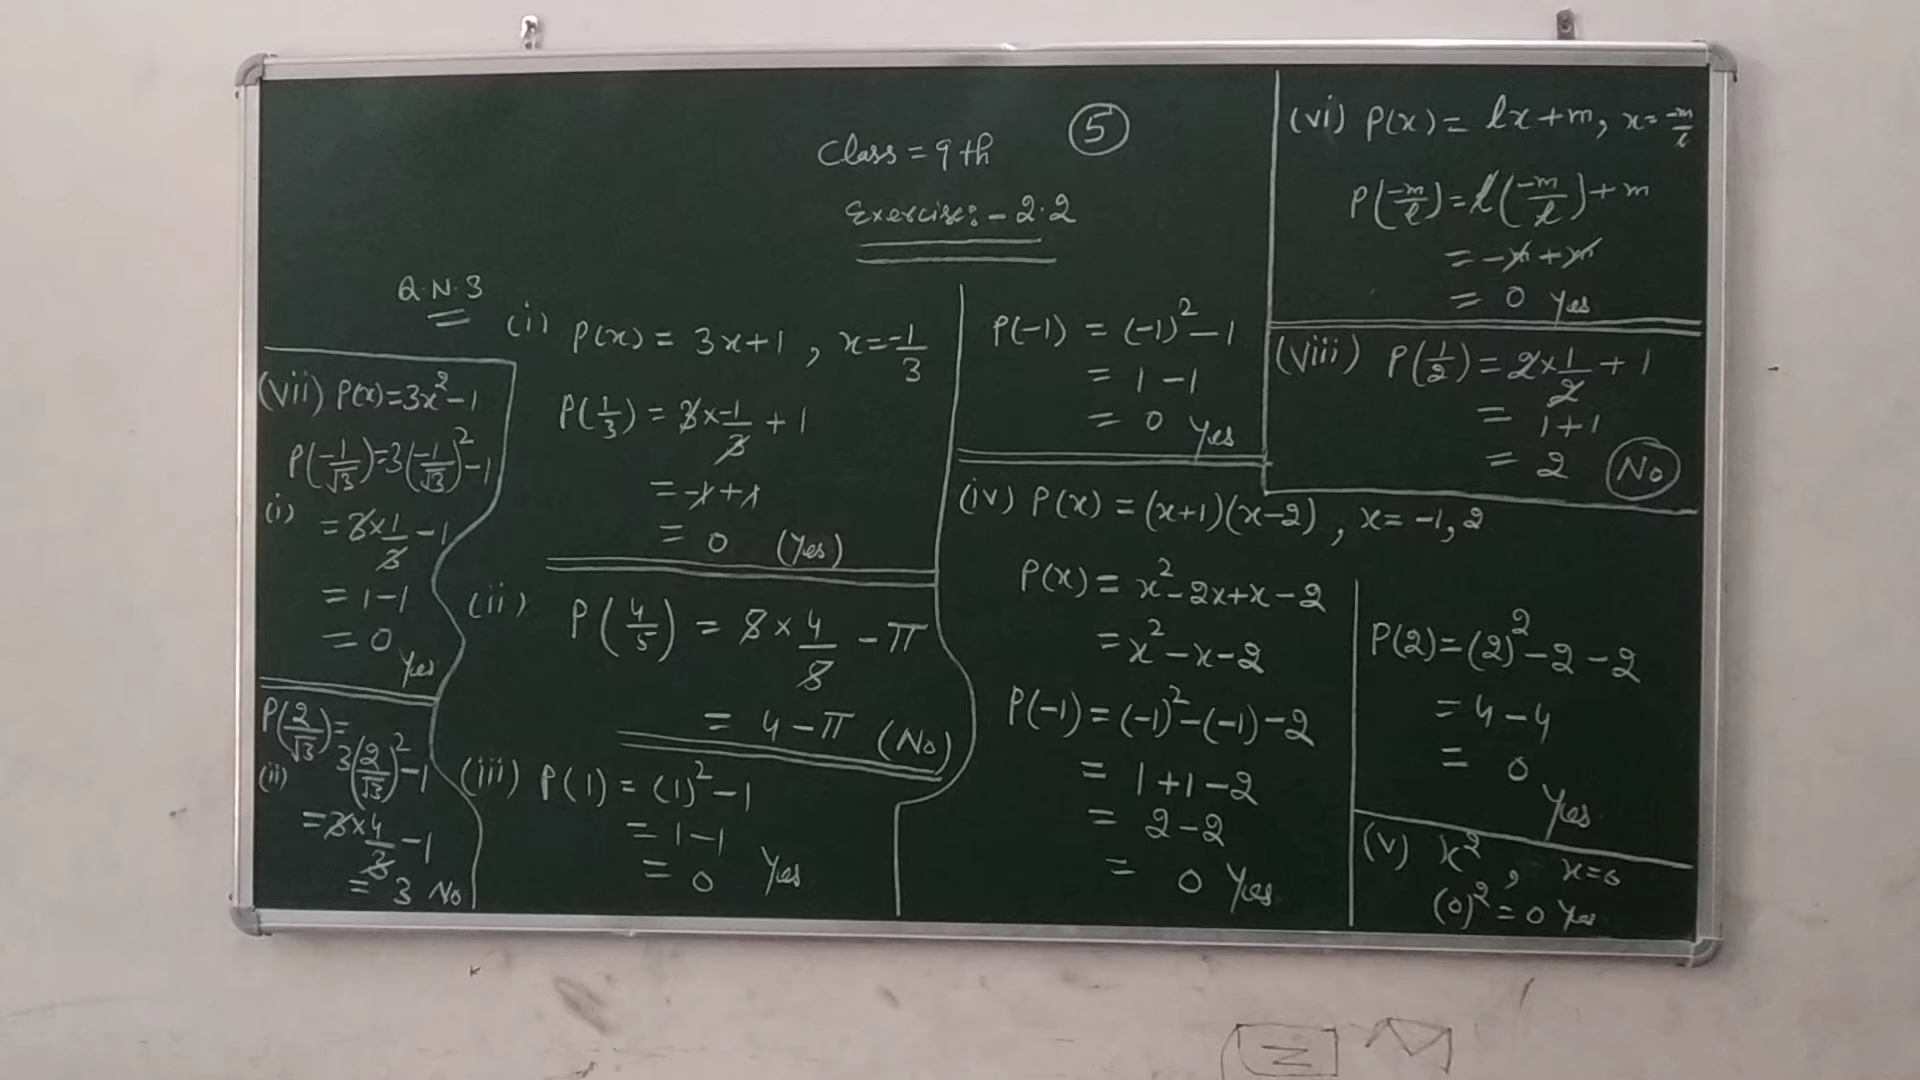 Class = 9th
5
Exercise:- 2.2
Q.N.3
(i) P(x) = 3x+1, x=-1/3
P(1/3) = 3×-1/3 + 1
= -1+1
= 0 (Yes)
(ii) P(4/5) = 5×4/5 - π
= 4-π (No)
(iii) P(1) = (1)²-1
= 1-1
= 0 Yes
P(-1) = (-1)²-1
= 1-1
= 0 Yes
(iv) P(x) = (x+1)(x-2), x= -1, 2
P(x) = x²-2x+x-2
= x²-x-2
P(-1) = (-1)²-(-1)-2
= 1+1-2
= 2-2
= 0 Yes
P(2) = (2)²-2-2
= 4-4
= 0
Yes
(v) x², x=0
(0)² = 0 Yes
(vi) P(x) = lx+m, x= -m/l
P(-m/l) = l(-m/l)+m
= -m+m
= 0 Yes
(vii) P(x) = 3x²-1
P(-1/√3) = 3(-1/√3)²-1
(i) = 3×1/3 -1
= 1-1
= 0
Yes
P(2/√3) =
(ii) 3(2/√3)²-1
= 3×4/3 -1
= 3 No
(viii) P(1/2) = 2×1/2 + 1
= 1+1
= 2 No